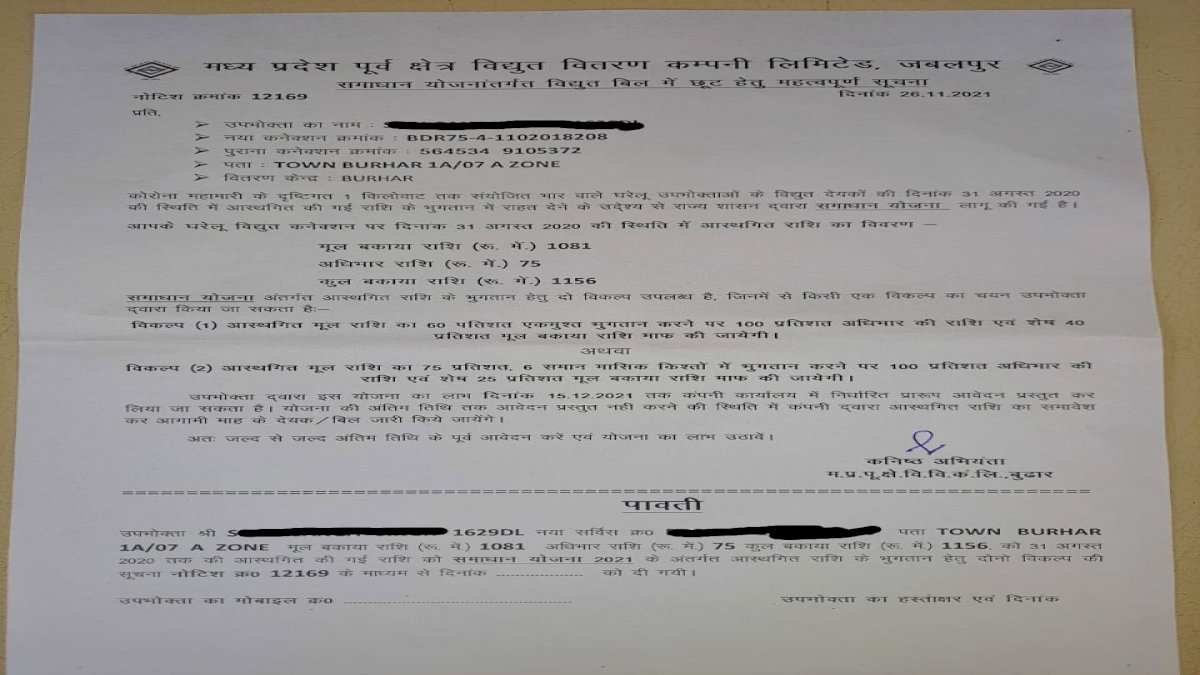 मध्य प्रदेश पूर्व क्षेत्र विद्युत वितरण कम्पनी लिमिटेड, जबलपुर
समाधान योजनांतर्गत विद्युत बिल में छूट हेतु महत्वपूर्ण सूचना
नोटिश क्रमांक 12169 दिनांक 26.11.2021
प्रति,
➢ उपभोक्ता का नाम :
➢ नया कनेक्शन क्रमांक : BDR75-4-1102018208
➢ पुराना कनेक्शन क्रमांक : 564534 9105372
➢ पता : TOWN BURHAR 1A/07 A ZONE
➢ वितरण केन्द्र : BURHAR
कोरोना महामारी के दृष्टिगत 1 किलोवाट तक संयोजित भार वाले घरेलू उपभोक्ताओं के विद्युत देयकों की दिनांक 31 अगस्त 2020
की स्थिति में आस्थगित की गई राशि के भुगतान में राहत देने के उद्देश्य से राज्य शासन द्वारा समाधान योजना लागू की गई है।
आपके घरेलू विद्युत कनेक्शन पर दिनांक 31 अगस्त 2020 की स्थिति में आस्थगित राशि का विवरण –
मूल बकाया राशि (रू. में.) 1081
अधिभार राशि (रू. में.) 75
कुल बकाया राशि (रू. में.) 1156
समाधान योजना अंतर्गत आस्थगित राशि के भुगतान हेतु दो विकल्प उपलब्ध है, जिनमें से किसी एक विकल्प का चयन उपभोक्ता
द्वारा किया जा सकता है:–
विकल्प (1) आस्थगित मूल राशि का 60 पतिशत एकमुश्त भुगतान करने पर 100 प्रतिशत अधिभार की राशि एवं शेष 40
प्रतिशत मूल बकाया राशि माफ की जायेगी।
अथवा
विकल्प (2) आस्थगित मूल राशि का 75 प्रतिशत, 6 समान मासिक किश्तों में भुगतान करने पर 100 प्रतिशत अधिभार की
राशि एवं शेष 25 प्रतिशत मूल बकाया राशि माफ की जायेगी।
उपभोक्ता द्वारा इस योजना का लाभ दिनांक 15.12.2021 तक कंपनी कार्यालय में निर्धारित प्रारूप आवेदन प्रस्तुत कर
लिया जा सकता है। योजना की अंतिम तिथि तक आवेदन प्रस्तुत नहीं करने की स्थिति में कंपनी द्वारा आस्थगित राशि का समावेश
कर आगामी माह के देयक/बिल जारी किये जायेंगे।
अतः जल्द से जल्द अंतिम तिथि के पूर्व आवेदन करें एवं योजना का लाभ उठावें।
कनिष्ठ अभियंता
म.प्र.पू.क्षे.वि.वि.कं.लि.,बुढार
पावती
उपभोक्ता श्री S 1629DL नया सर्विस क्र0 पता TOWN BURHAR
1A/07 A ZONE मूल बकाया राशि (रू. में.) 1081 अधिभार राशि (रू. में.) 75 कुल बकाया राशि (रू. में.) 1156, को 31 अगस्त
2020 तक की आस्थगित की गई राशि को समाधान योजना 2021 के अंतर्गत आस्थगित राशि के भुगतान हेतु दोनो विकल्प की
सूचना नोटिश क्र0 12169 के माध्यम से दिनांक .................... को दी गयी।
उपभोक्ता का मोबाइल क्र0 ......................................................
उपभोक्ता का हस्ताक्षर एवं दिनांक